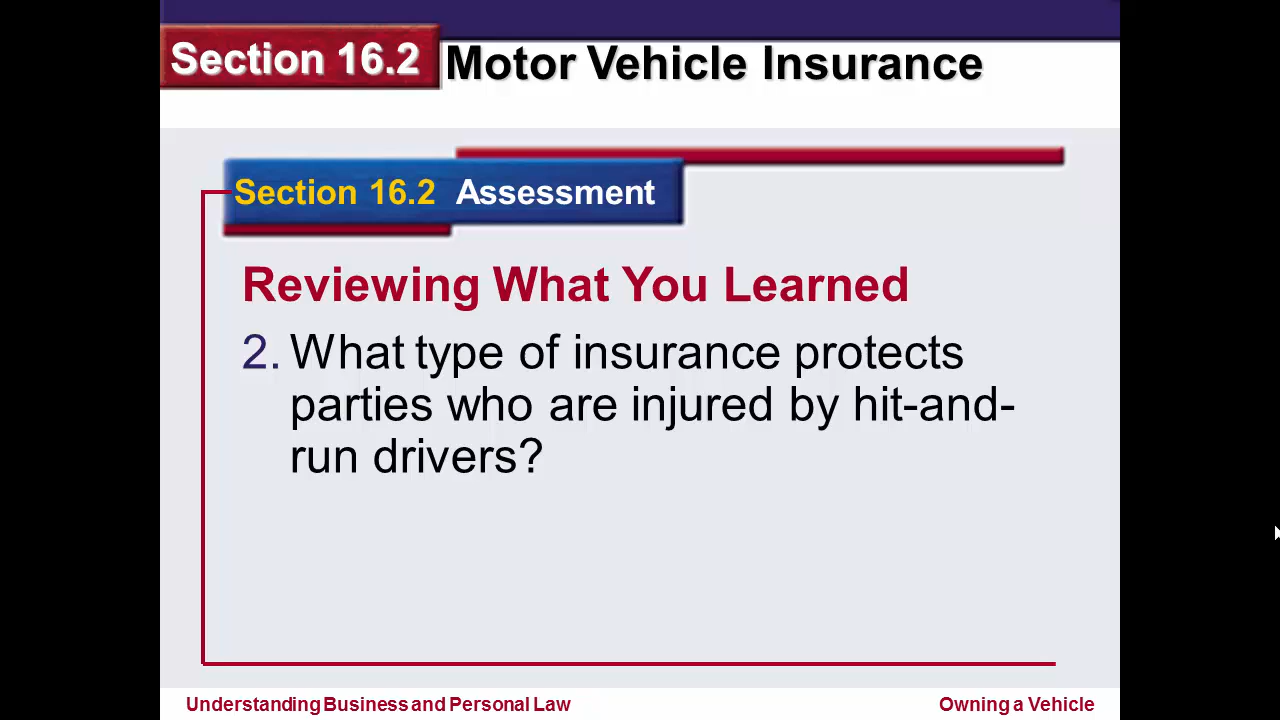 Section 16.2 Motor Vehicle Insurance
Section 16.2 Assessment
Reviewing What You Learned
2. What type of insurance protects
parties who are injured by hit-and-
run drivers?
Understanding Business and Personal Law Owning a Vehicle